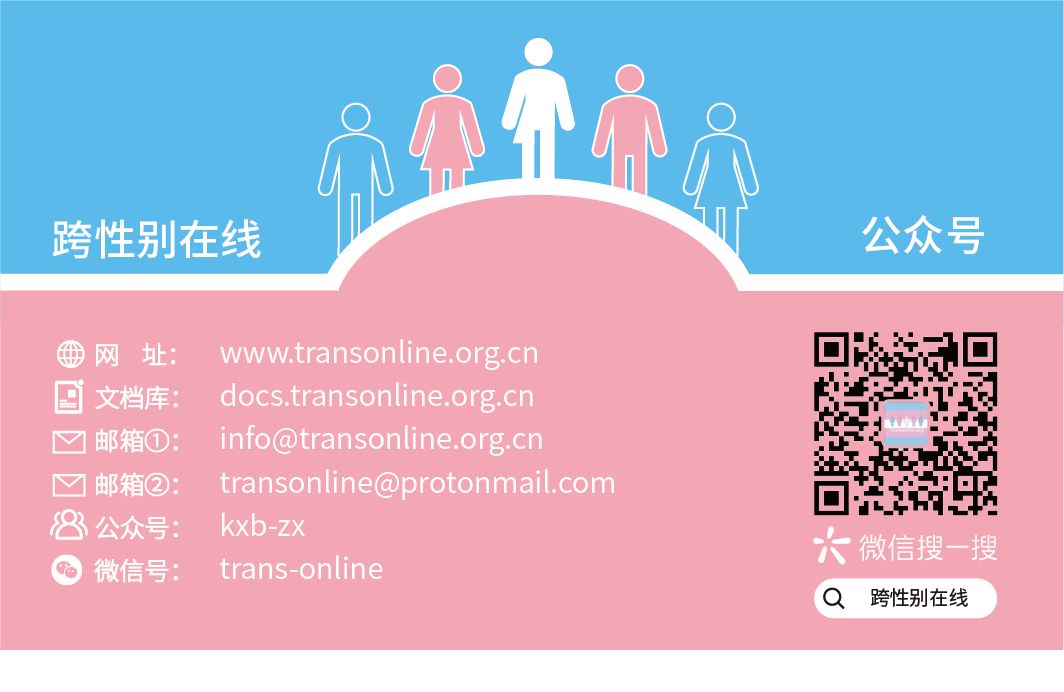 跨性别在线
公众号
网 址： www.transonline.org.cn
文档库： docs.transonline.org.cn
邮箱①： info@transonline.org.cn
邮箱②： transonline@protonmail.com
公众号： kxb-zx
微信号： trans-online
微信搜一搜
跨性别在线